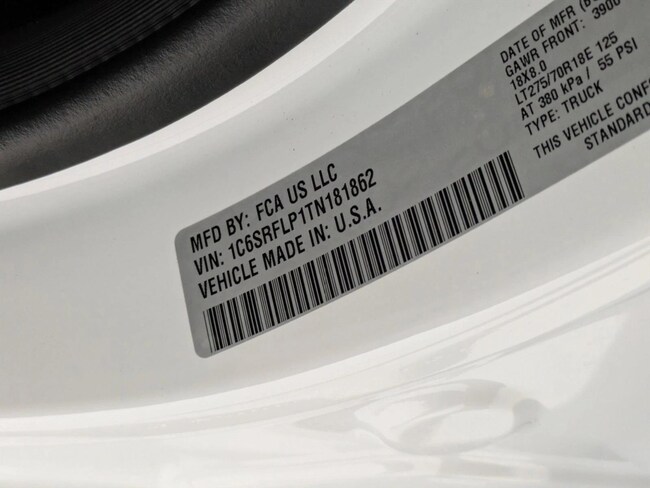 MFD BY: FCA US LLC
VIN: 1C6SRFLP1TN181862
VEHICLE MADE IN: U.S.A.
DATE OF MFR
GAWR FRONT: 3900
18X8.0
LT275/70R18E 125
AT 380 kPa / 55 PSI
TYPE: TRUCK
THIS VEHICLE
STANDARD